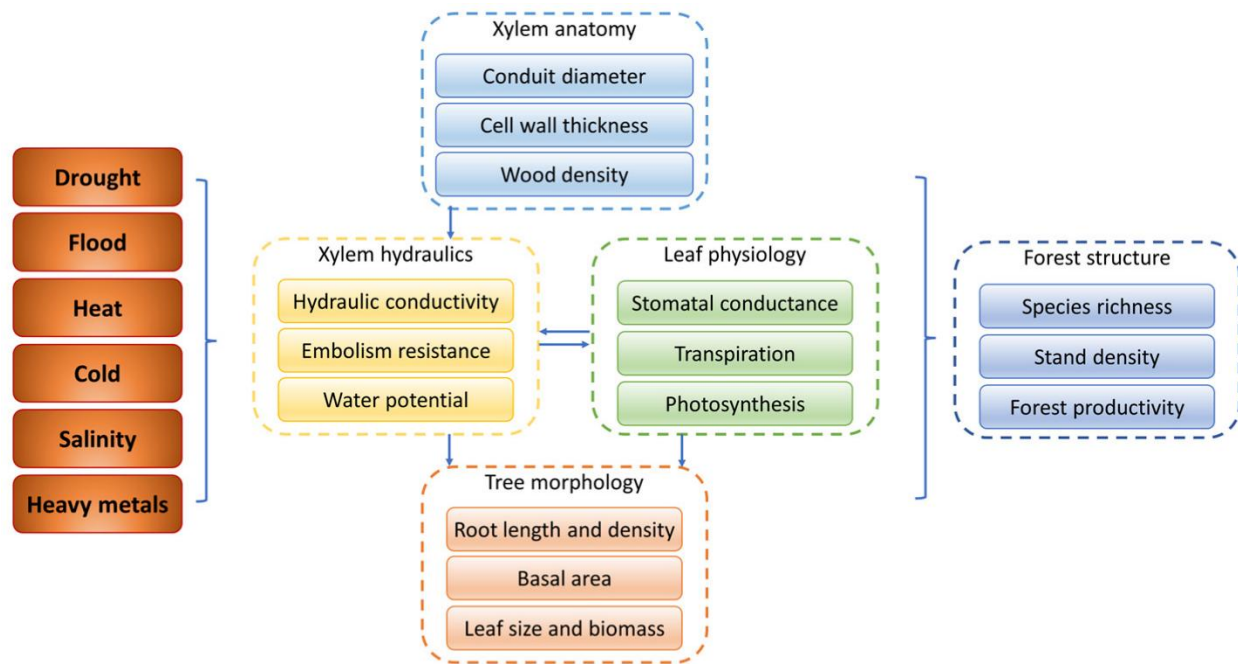 Drought
Flood
Heat
Cold
Salinity
Heavy metals
Xylem anatomy
Conduit diameter
Cell wall thickness
Wood density
Xylem hydraulics
Hydraulic conductivity
Embolism resistance
Water potential
Leaf physiology
Stomatal conductance
Transpiration
Photosynthesis
Tree morphology
Root length and density
Basal area
Leaf size and biomass
Forest structure
Species richness
Stand density
Forest productivity